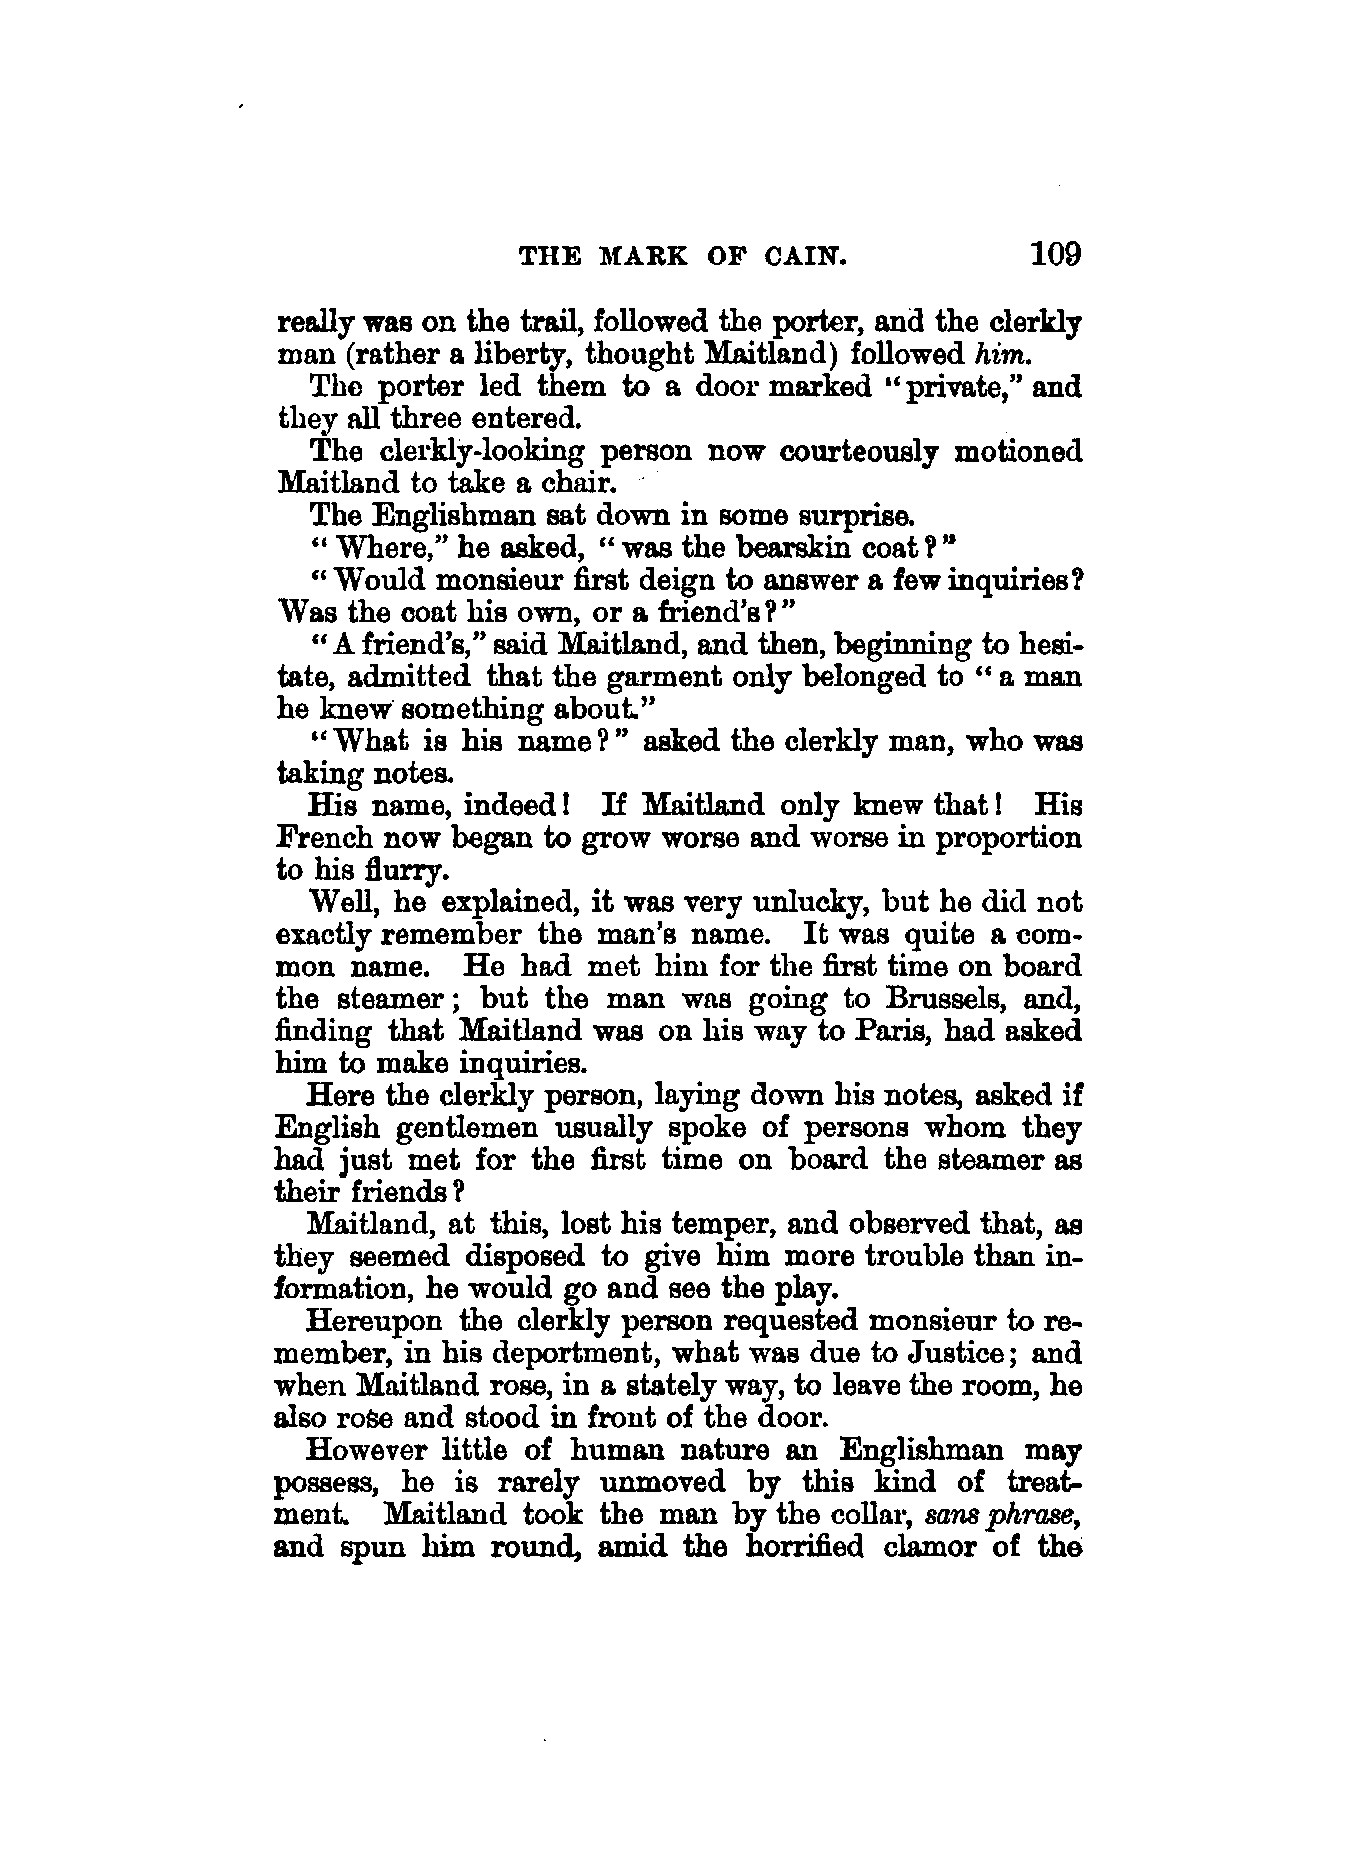 THE MARK OF CAIN. 109
really was on the trail, followed the porter, and the clerkly
man (rather a liberty, thought Maitland) followed him.
The porter led them to a door marked “private,” and
they all three entered.
The clerkly-looking person now courteously motioned
Maitland to take a chair.
The Englishman sat down in some surprise.
“Where,” he asked, “was the bearskin coat?”
“Would monsieur first deign to answer a few inquiries?
Was the coat his own, or a friend’s?”
“A friend’s,” said Maitland, and then, beginning to hesi-
tate, admitted that the garment only belonged to “a man
he knew something about.”
“What is his name?” asked the clerkly man, who was
taking notes.
His name, indeed! If Maitland only knew that! His
French now began to grow worse and worse in proportion
to his flurry.
Well, he explained, it was very unlucky, but he did not
exactly remember the man’s name. It was quite a com-
mon name. He had met him for the first time on board
the steamer; but the man was going to Brussels, and,
finding that Maitland was on his way to Paris, had asked
him to make inquiries.
Here the clerkly person, laying down his notes, asked if
English gentlemen usually spoke of persons whom they
had just met for the first time on board the steamer as
their friends?
Maitland, at this, lost his temper, and observed that, as
they seemed disposed to give him more trouble than in-
formation, he would go and see the play.
Hereupon the clerkly person requested monsieur to re-
member, in his deportment, what was due to Justice; and
when Maitland rose, in a stately way, to leave the room, he
also rose and stood in front of the door.
However little of human nature an Englishman may
possess, he is rarely unmoved by this kind of treat-
ment. Maitland took the man by the collar, sans phrase,
and spun him round, amid the horrified clamor of the